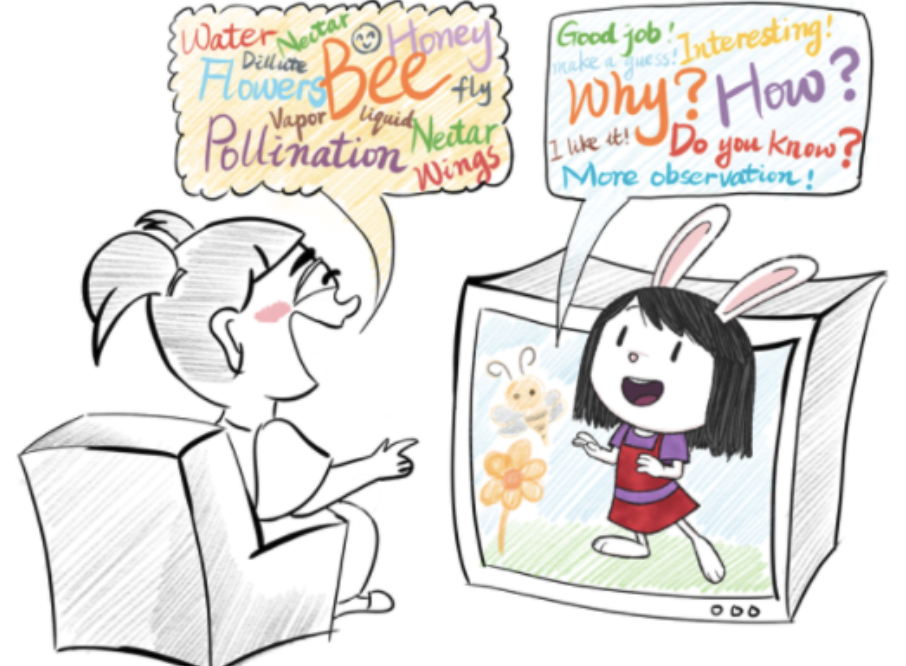 Water Nectar Honey
Dillute Bee
Flowers fly
Vapor liquid
Pollination Nectar
Wings
Good job!
Interesting!
make a guess!
Why? How?
I like it! Do you know?
More observation!